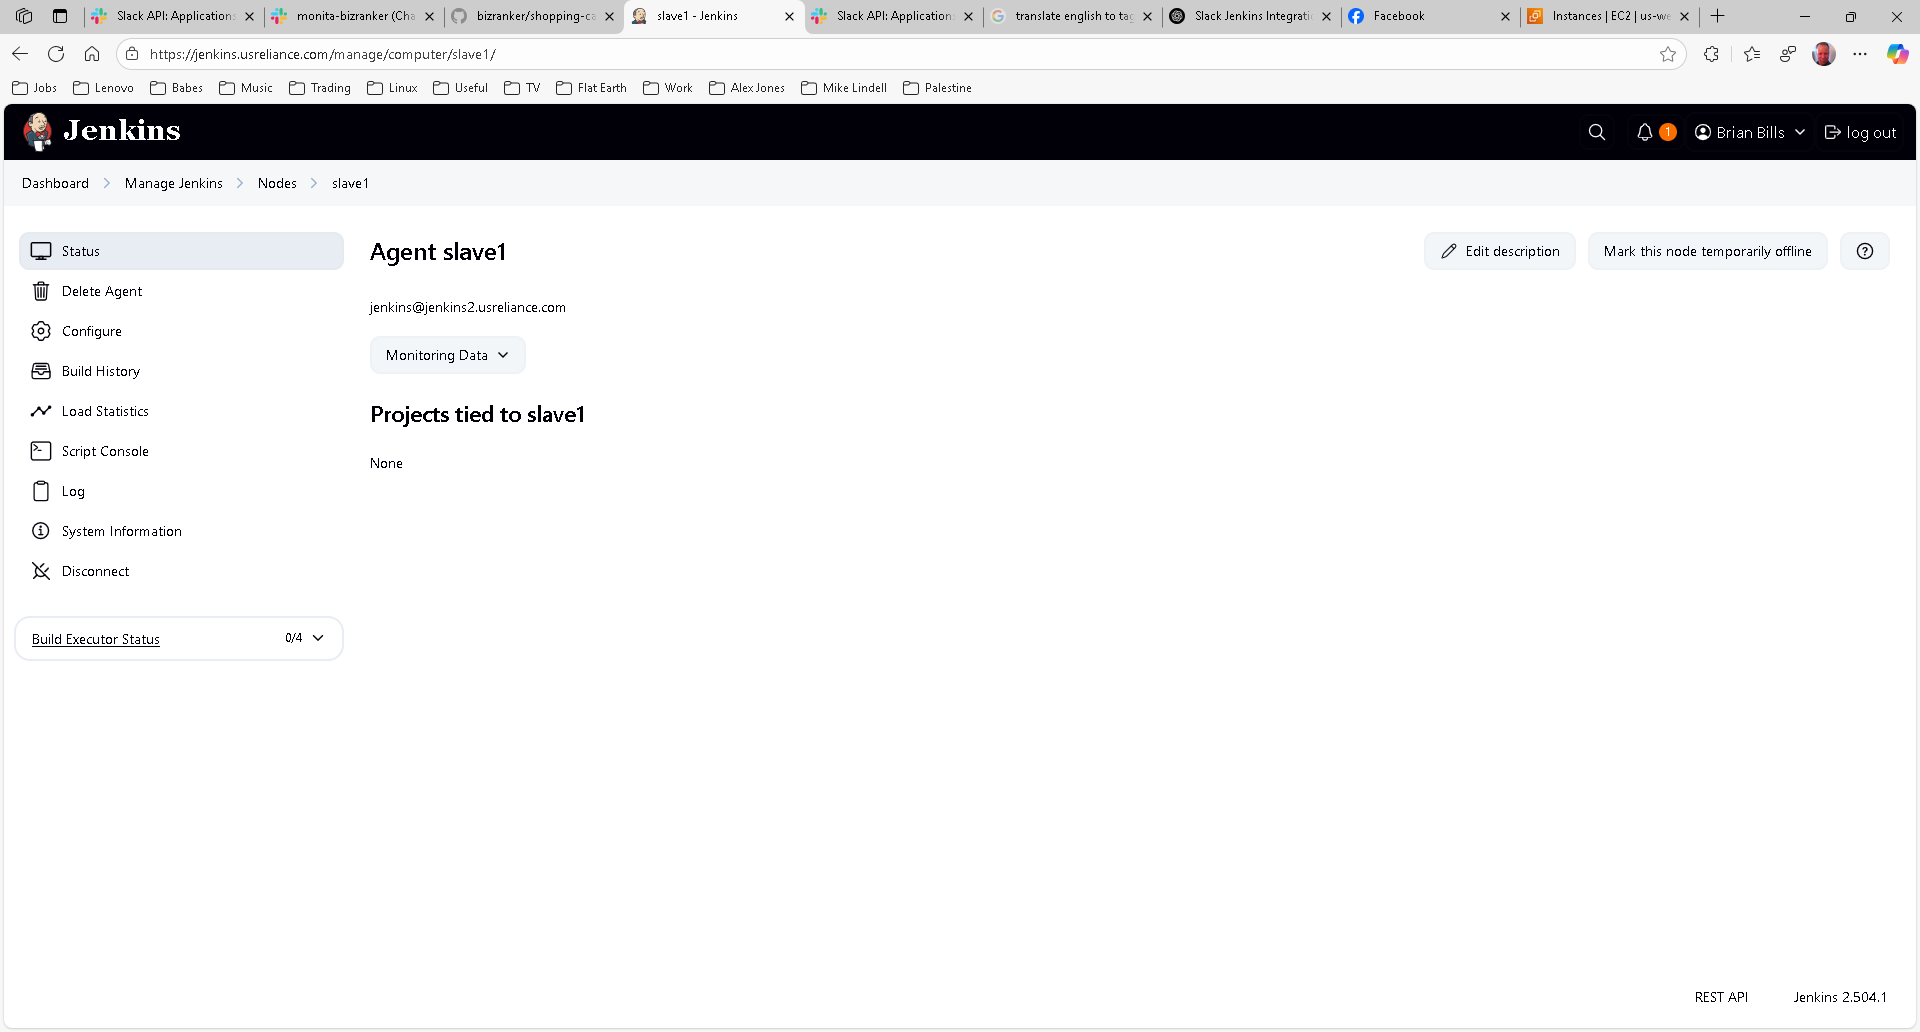 Slack API: Applications
monita-bizranker (Cha
bizranker/shopping-ca
slave1 - Jenkins
Slack API: Applications
translate english to tag
Slack Jenkins Integrati
Facebook
Instances | EC2 | us-we
https://jenkins.usreliance.com/manage/computer/slave1/
Jobs
Lenovo
Babes
Music
Trading
Linux
Useful
TV
Flat Earth
Work
Alex Jones
Mike Lindell
Palestine
Jenkins
1
Brian Bills
log out
Dashboard
Manage Jenkins
Nodes
slave1
Status
Delete Agent
Configure
Build History
Load Statistics
Script Console
Log
System Information
Disconnect
Build Executor Status
0/4
Agent slave1
Edit description
Mark this node temporarily offline
jenkins@jenkins2.usreliance.com
Monitoring Data
Projects tied to slave1
None
REST API
Jenkins 2.504.1